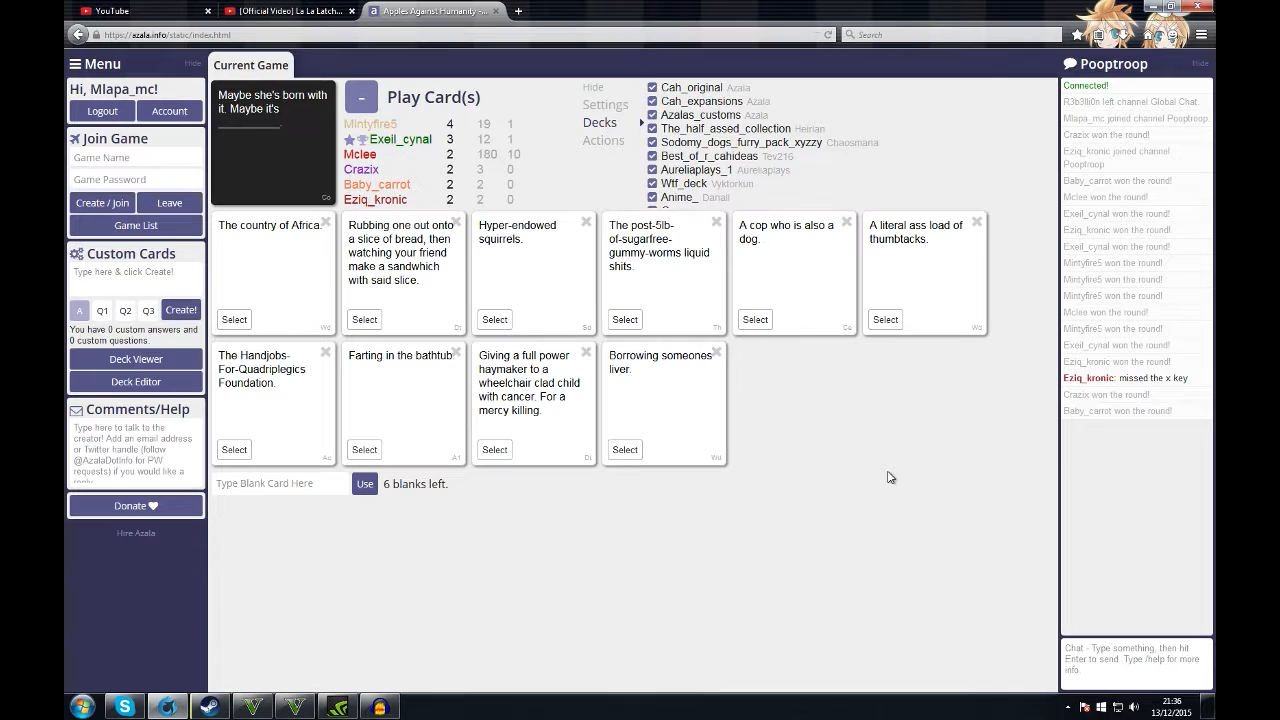 YouTube
[Official Video] La La Latch...
Apples Against Humanity -...
https://azala.info/static/index.html
Search
Menu
Hide
Current Game
Pooptroop
Hide
Hi, Mlapa_mc!
Logout
Account
Join Game
Game Name
Game Password
Create / Join
Leave
Game List
Custom Cards
Type here & click Create!
A
Q1
Q2
Q3
Create!
You have 0 custom answers and
0 custom questions.
Deck Viewer
Deck Editor
Comments/Help
Type here to talk to the
creator! Add an email address
or Twitter handle (follow
@AzalaDotInfo for PW
requests) if you would like a
reply.
Donate
Hire Azala
Maybe she's born with
it. Maybe it's
__________.
Co
- Play Card(s)
Mintyfire5 4 19 1
Exeil_cynal 3 12 1
Mclee 2 180 10
Crazix 2 3 0
Baby_carrot 2 2 0
Eziq_kronic 2 2 0
Hide
Settings
Decks
Actions
Cah_original Azala
Cah_expansions Azala
Azalas_customs Azala
The_half_assed_collection Heirlan
Sodomy_dogs_furry_pack_xyzzy Chaosmana
Best_of_r_cahideas Tev216
Aureliaplays_1 Aureliaplays
Wtf_deck Vyktorkun
Anime_ Danall
The country of Africa.
Select
Wd
Rubbing one out onto
a slice of bread, then
watching your friend
make a sandwhich
with said slice.
Select
Dt
Hyper-endowed
squirrels.
Select
Sd
The post-5lb-
of-sugarfree-
gummy-worms liquid
shits.
Select
Th
A cop who is also a
dog.
Select
Ce
A literal ass load of
thumbtacks.
Select
Wd
The Handjobs-
For-Quadriplegics
Foundation.
Select
Farting in the bathtub
Select
A1
Giving a full power
haymaker to a
wheelchair clad child
with cancer. For a
mercy killing.
Select
Dt
Borrowing someones
liver.
Select
Wd
Type Blank Card Here
Use
6 blanks left.
Connected!
R3b3lli0n left channel Global Chat.
Mlapa_mc joined channel Pooptroop
Crazix won the round!
Eziq_kronic joined channel
Pooptroop
Baby_carrot won the round!
Mclee won the round!
Exeil_cynal won the round!
Eziq_kronic won the round!
Exeil_cynal won the round!
Mintyfire5 won the round!
Mintyfire5 won the round!
Mintyfire5 won the round!
Mclee won the round!
Mintyfire5 won the round!
Exeil_cynal won the round!
Eziq_kronic won the round!
Eziq_kronic: missed the x key
Crazix won the round!
Baby_carrot won the round!
Chat - Type something, then hit
Enter to send. Type /help for more
info.
21:36
13/12/2015